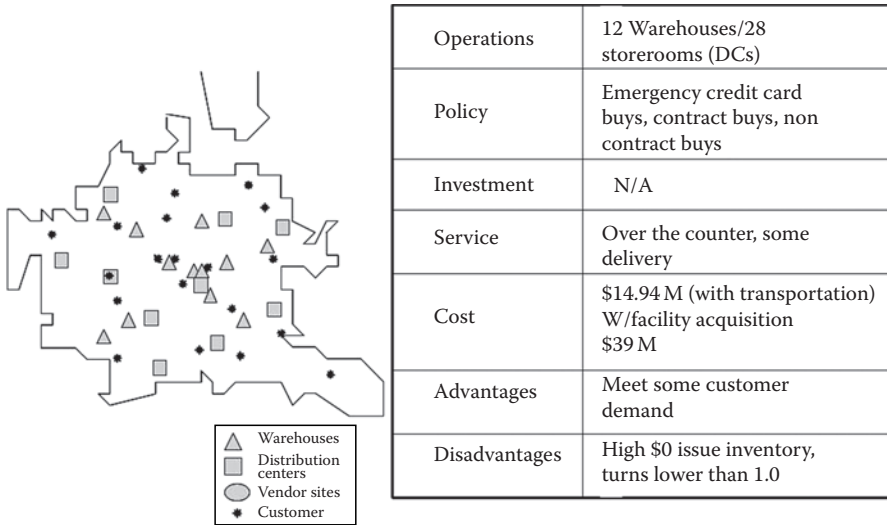 Operations
12 Warehouses/28
storerooms (DCs)
Policy
Emergency credit card
buys, contract buys, non
contract buys
Investment
N/A
Service
Over the counter, some
delivery
Cost
$14.94 M (with transportation)
W/facility acquisition
$39 M
Advantages
Meet some customer
demand
Disadvantages
High $0 issue inventory,
turns lower than 1.0
Warehouses
Distribution
centers
Vendor sites
Customer